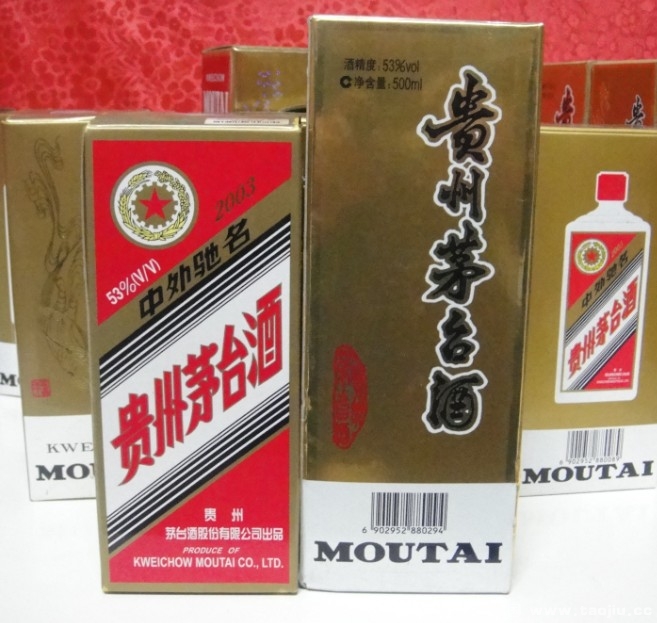 2003
53%(V/V)
中外驰名
贵州茅台酒
贵 州
茅台酒股份有限公司出品
PRODUCE OF
KWEICHOW MOUTAI CO., LTD.
酒精度:53%vol
净含量:500ml
貴州茅台酒
6 902952 880294
MOUTAI
KWE
MO
M
中外驰名
贵州茅台酒
MOUTAI